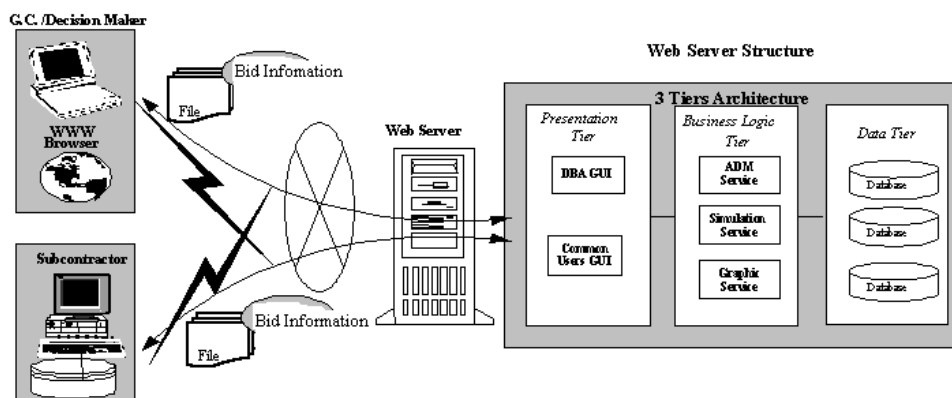 G.C. /Decision Maker
WWW
Browser
Bid Infomation
File
Subcontractor
File
Bid Information
Web Server
Web Server Structure
3 Tiers Architecture
Presentation
Tier
DBA GUI
Common
Users GUI
Business Logic
Tier
ADM
Service
Simulation
Service
Graphic
Service
Data Tier
Database
Database
Database